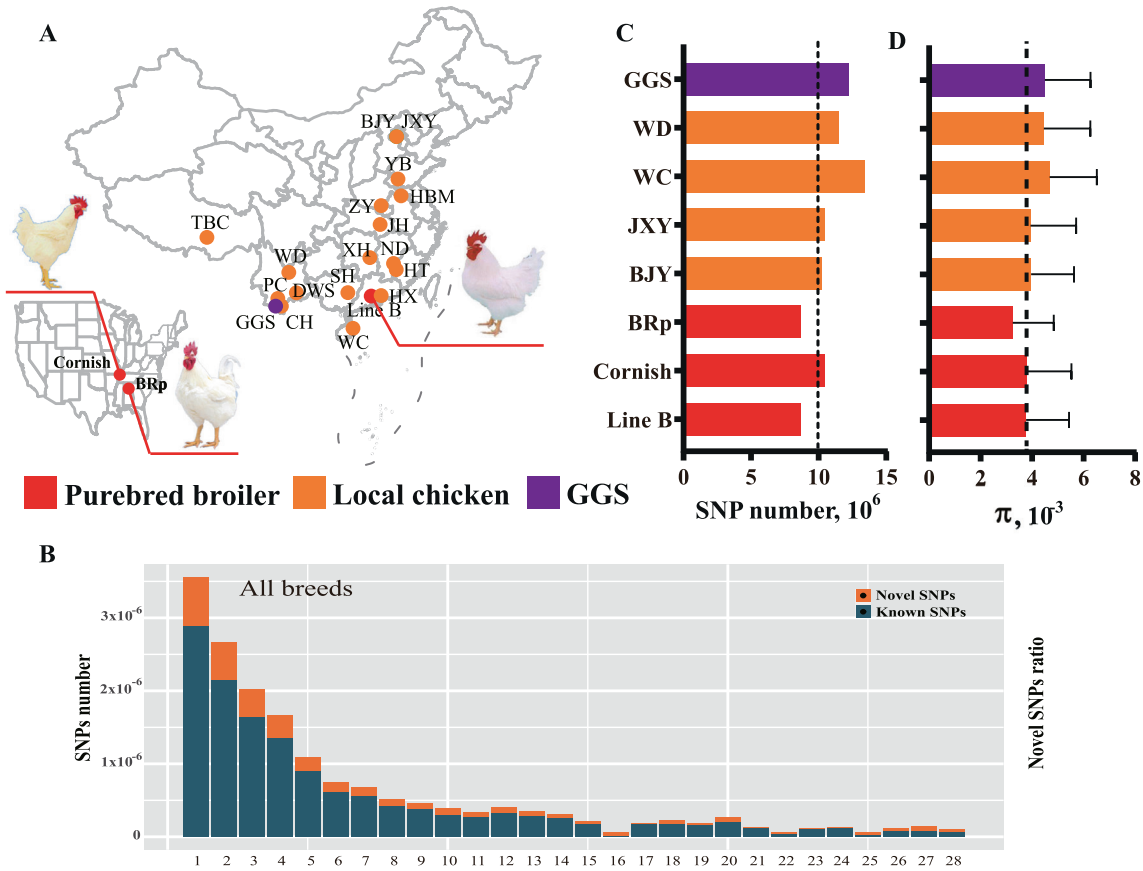 A
BJY JXY
YB
HBM
ZY
JH
TBC
XH ND
HT
WD
SH
PC
DWS
HX
Line B
GGS CH
WC
Cornish
BRp
Purebred broiler
Local chicken
GGS
C
GGS
WD
WC
JXY
BJY
BRp
Cornish
Line B
0 5 10 15
SNP number, 10^6
D
0 2 4 6 8
π, 10^-3
B
All breeds
Novel SNPs
Known SNPs
SNPs number
3x10^-6
2x10^-6
1x10^-6
0
1 2 3 4 5 6 7 8 9 10 11 12 13 14 15 16 17 18 19 20 21 22 23 24 25 26 27 28
Novel SNPs ratio